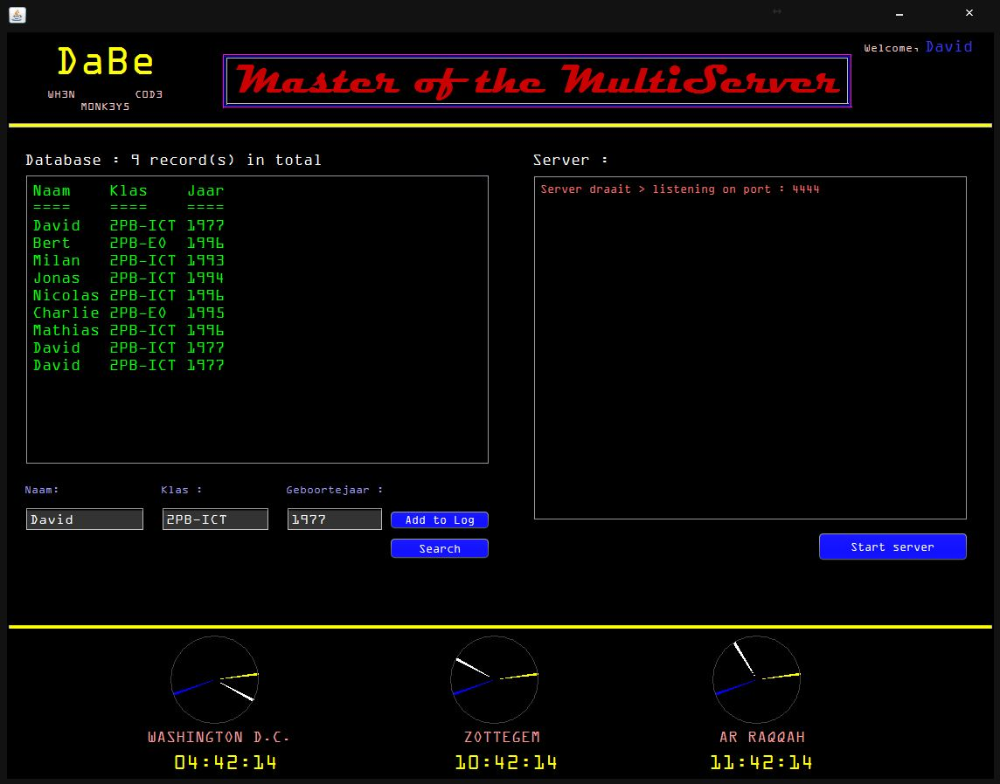 DaBe
WH3N COD3
MONK3YS
Master of the MultiServer
Welcome, David
Database : 9 record(s) in total
Naam Klas Jaar
==== ==== ====
David 2PB-ICT 1977
Bert 2PB-EO 1996
Milan 2PB-ICT 1993
Jonas 2PB-ICT 1994
Nicolas 2PB-ICT 1996
Charlie 2PB-EO 1995
Mathias 2PB-ICT 1996
David 2PB-ICT 1977
David 2PB-ICT 1977
Naam: Klas : Geboortejaar :
David 2PB-ICT 1977 Add to Log
Search
Server :
Server draait > listening on port : 4444
Start server
WASHINGTON D.C. ZOTTEGEM AR RAQQAH
04:42:14 10:42:14 11:42:14